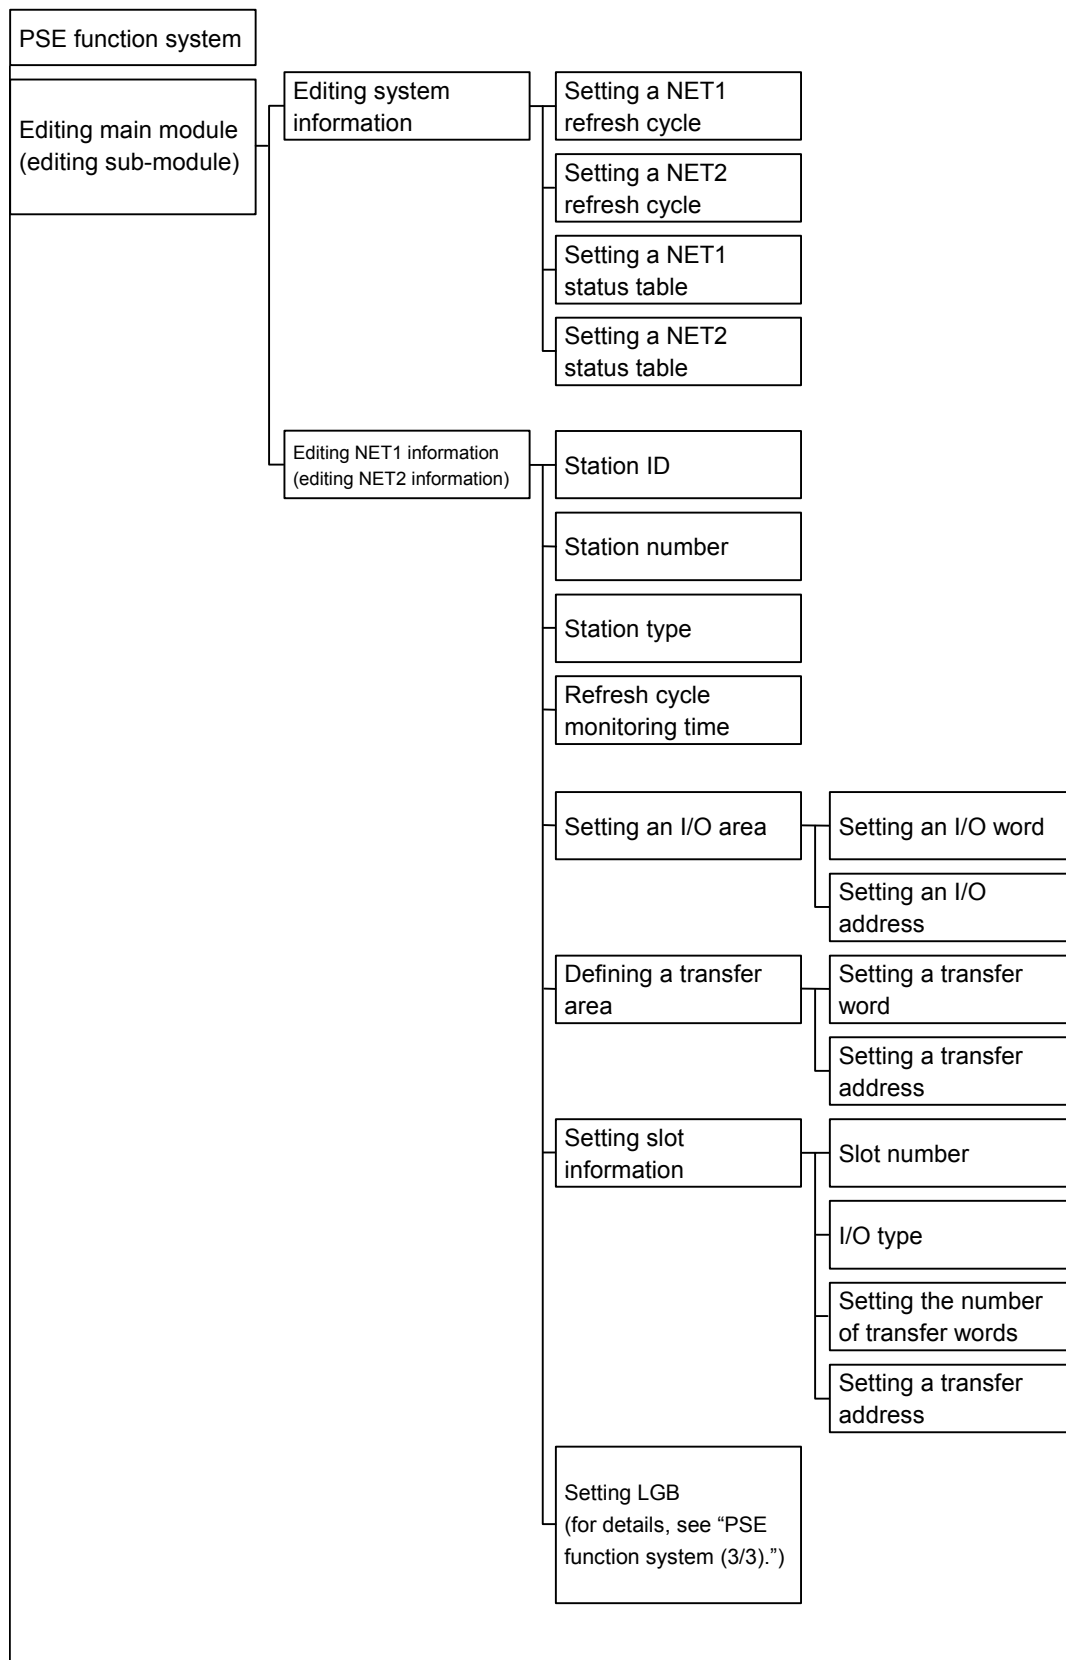 PSE function system
Editing main module
(editing sub-module)
Editing system
information
Setting a NET1
refresh cycle
Setting a NET2
refresh cycle
Setting a NET1
status table
Setting a NET2
status table
Editing NET1 information
(editing NET2 information)
Station ID
Station number
Station type
Refresh cycle
monitoring time
Setting an I/O area
Setting an I/O word
Setting an I/O
address
Defining a transfer
area
Setting a transfer
word
Setting a transfer
address
Setting slot
information
Slot number
I/O type
Setting the number
of transfer words
Setting a transfer
address
Setting LGB
(for details, see “PSE
function system (3/3).”)